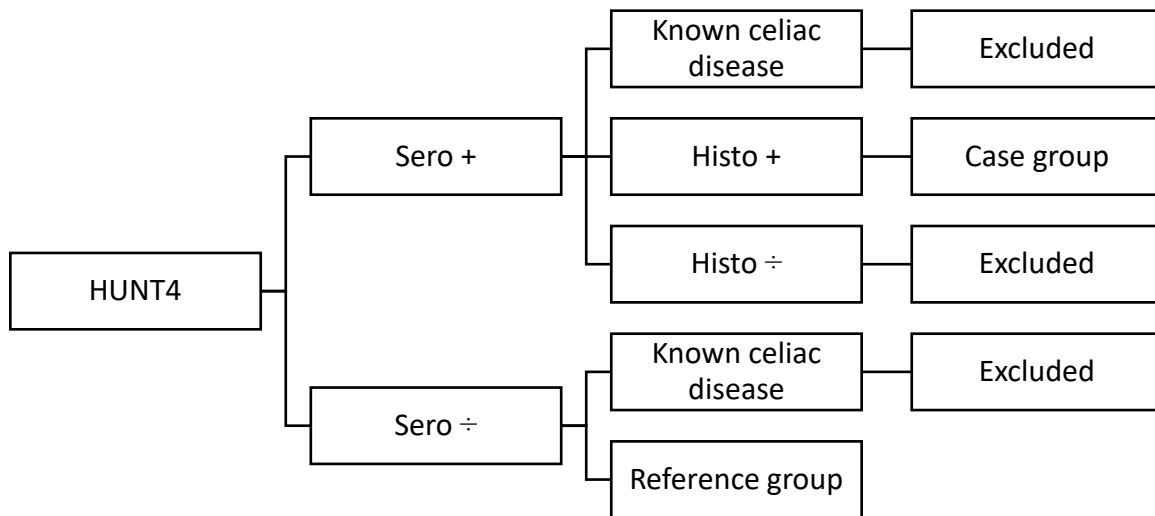 Known celiac
disease
Excluded
Sero +
Histo +
Case group
Histo ÷
Excluded
HUNT4
Known celiac
disease
Excluded
Sero ÷
Reference group